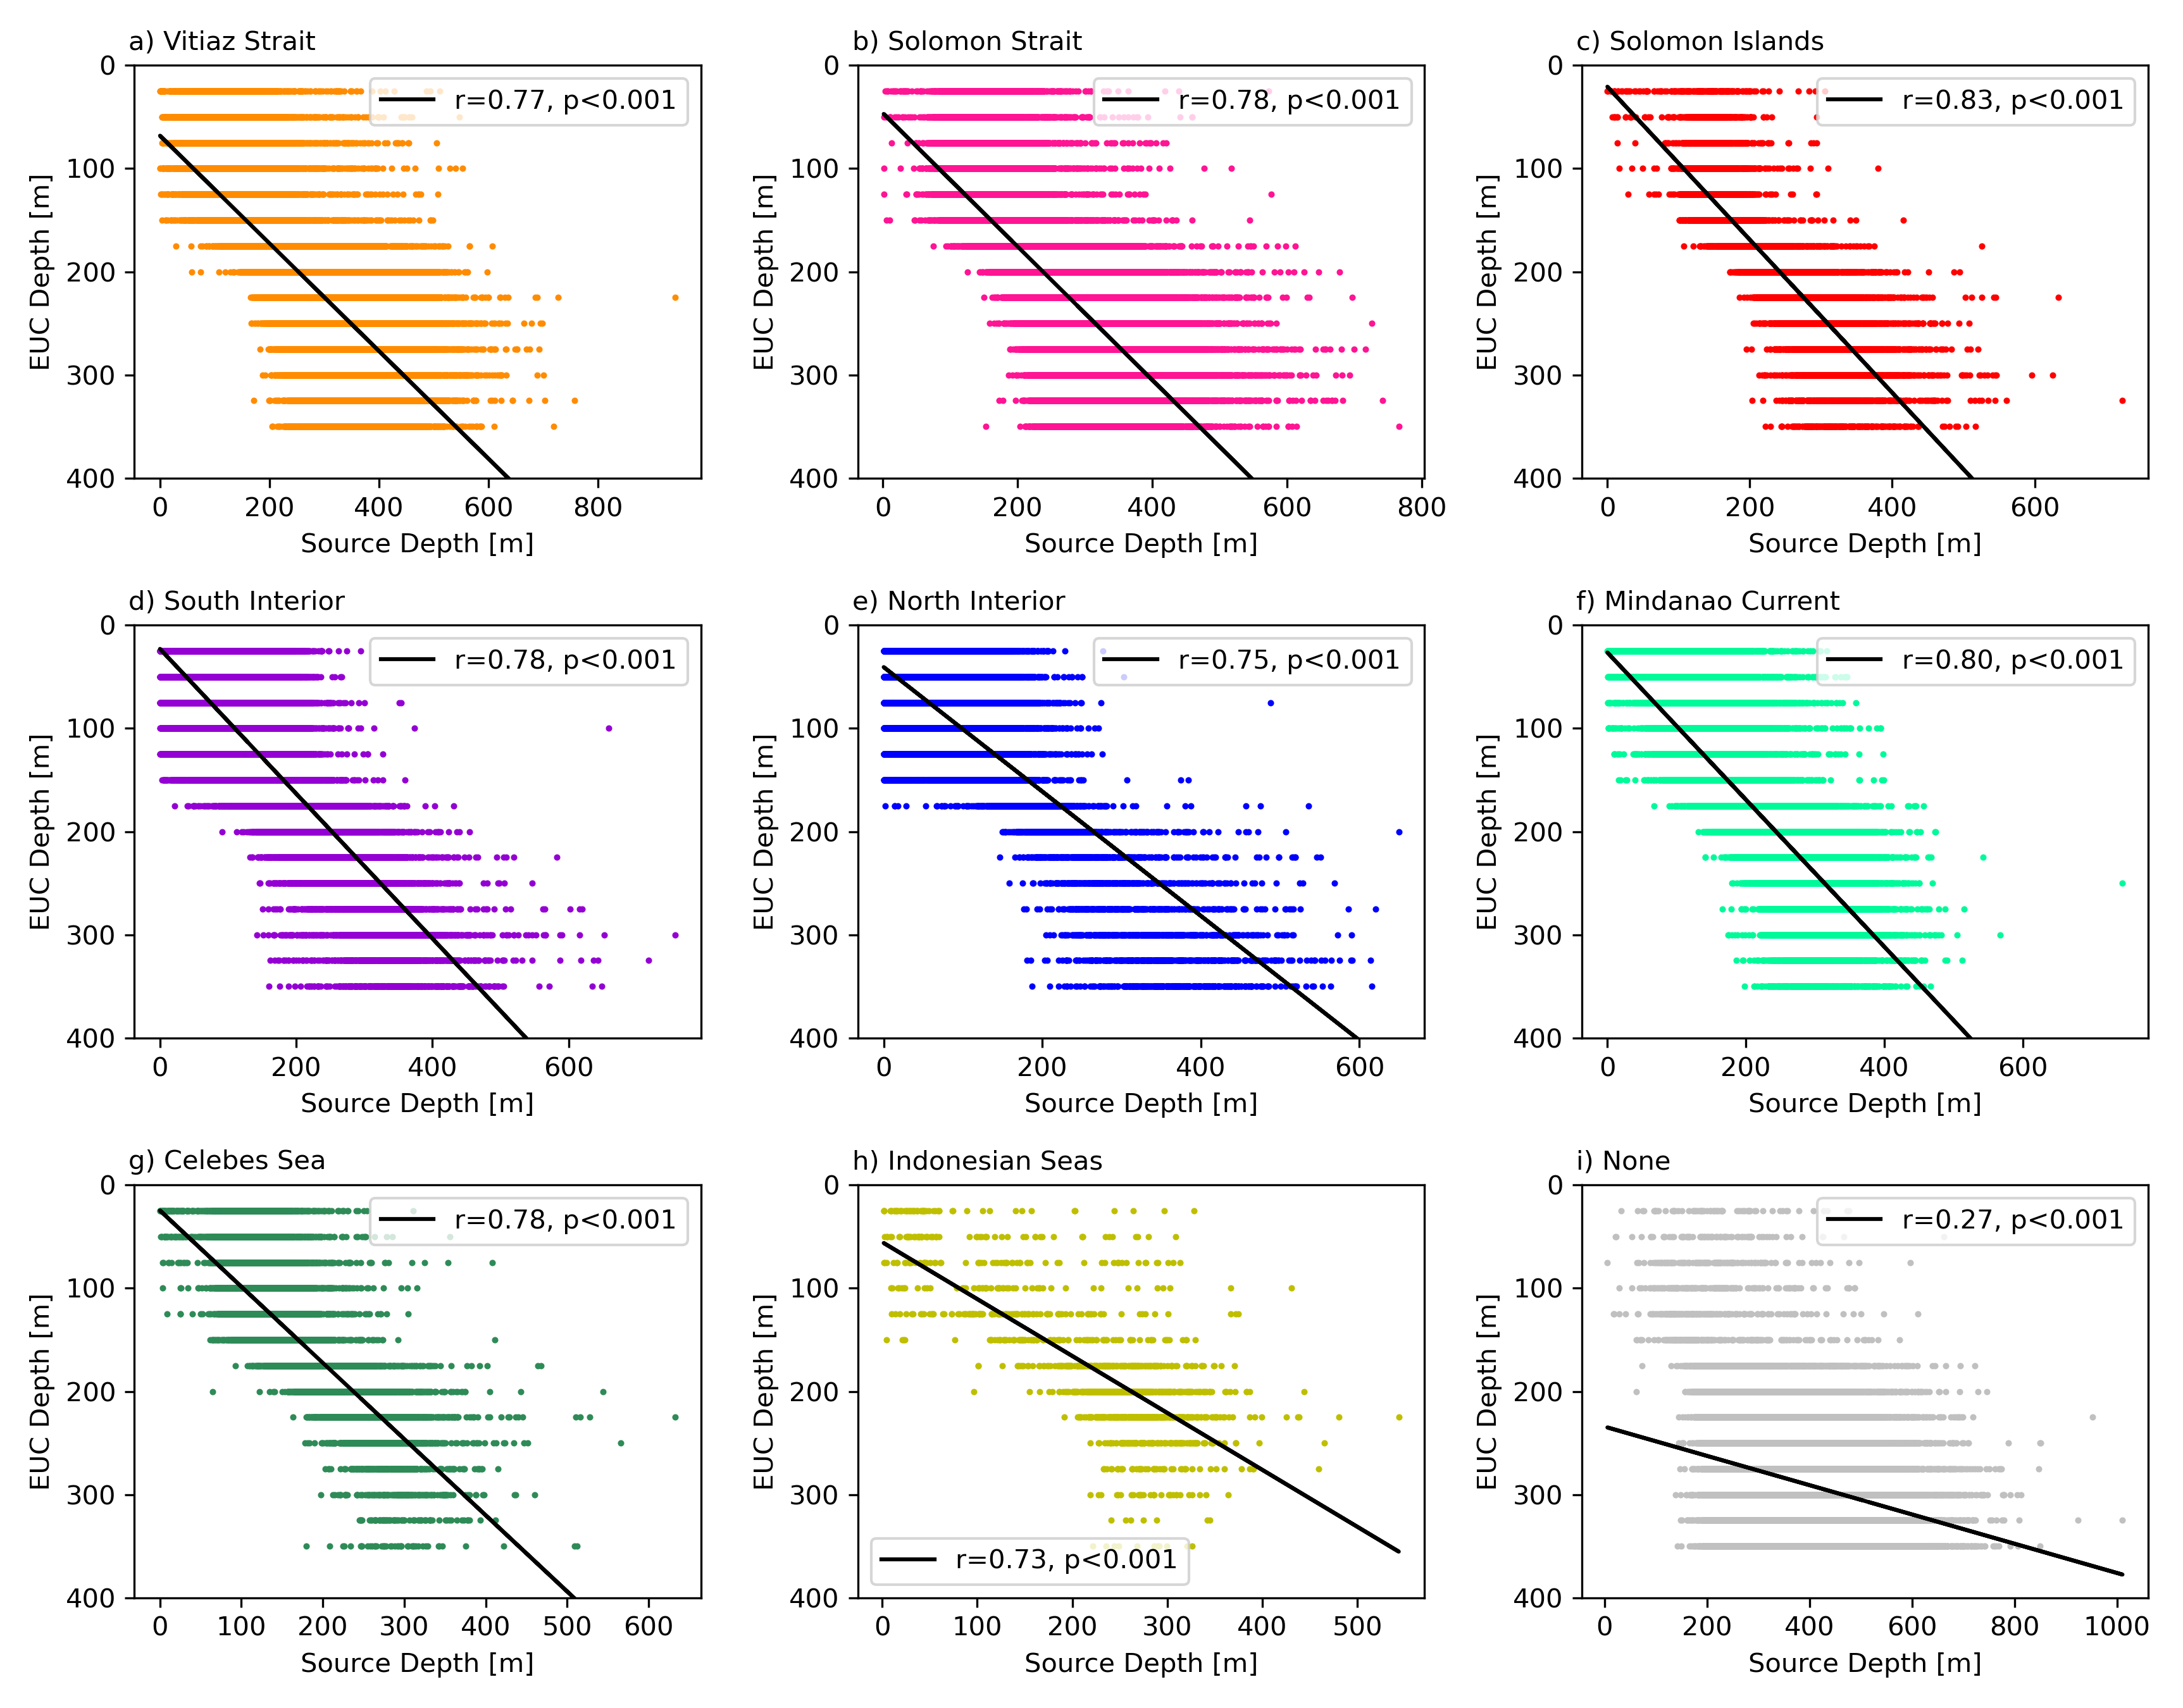 a) Vitiaz Strait
r=0.77, p<0.001
0
100
200
300
400
EUC Depth [m]
0 200 400 600 800
Source Depth [m]
b) Solomon Strait
r=0.78, p<0.001
0
100
200
300
400
EUC Depth [m]
0 200 400 600 800
Source Depth [m]
c) Solomon Islands
r=0.83, p<0.001
0
100
200
300
400
EUC Depth [m]
0 200 400 600
Source Depth [m]
d) South Interior
r=0.78, p<0.001
0
100
200
300
400
EUC Depth [m]
0 200 400 600
Source Depth [m]
e) North Interior
r=0.75, p<0.001
0
100
200
300
400
EUC Depth [m]
0 200 400 600
Source Depth [m]
f) Mindanao Current
r=0.80, p<0.001
0
100
200
300
400
EUC Depth [m]
0 200 400 600
Source Depth [m]
g) Celebes Sea
r=0.78, p<0.001
0
100
200
300
400
EUC Depth [m]
0 100 200 300 400 500 600
Source Depth [m]
h) Indonesian Seas
0
100
200
300
400
EUC Depth [m]
r=0.73, p<0.001
0 100 200 300 400 500
Source Depth [m]
i) None
r=0.27, p<0.001
0
100
200
300
400
EUC Depth [m]
0 200 400 600 800 1000
Source Depth [m]